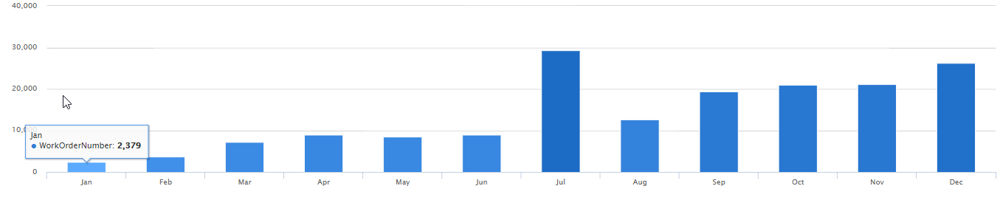 40,000
30,000
20,000
10,000
0
Jan
WorkOrderNumber: 2,379
Jan Feb Mar Apr May Jun Jul Aug Sep Oct Nov Dec